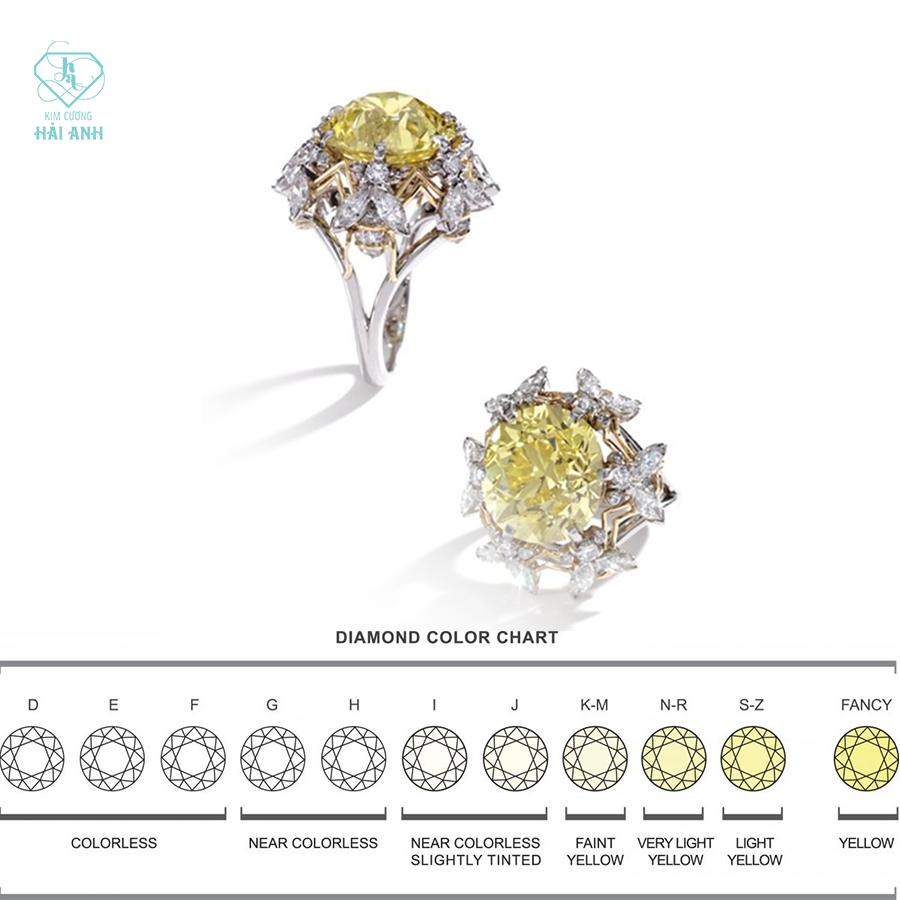 KIM CƯƠNG
HẢI ANH
DIAMOND COLOR CHART
D E F G H I J K-M N-R S-Z FANCY
COLORLESS NEAR COLORLESS NEAR COLORLESS SLIGHTLY TINTED FAINT YELLOW VERY LIGHT YELLOW LIGHT YELLOW YELLOW